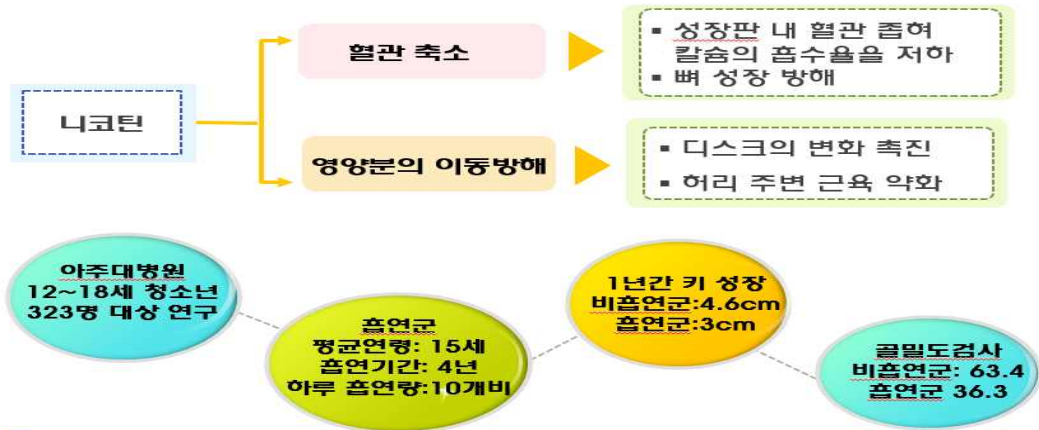 니코틴
혈관 축소
▪ 성장판 내 혈관 좁혀
칼슘의 흡수율을 저하
▪ 뼈 성장 방해
영양분의 이동방해
▪ 디스크의 변화 촉진
▪ 허리 주변 근육 약화
아주대병원
12~18세 청소년
323명 대상 연구
흡연군
평균연령: 15세
흡연기간: 4년
하루 흡연량:10개비
1년간 키 성장
비흡연군:4.6cm
흡연군:3cm
골밀도검사
비흡연군: 63.4
흡연군 36.3